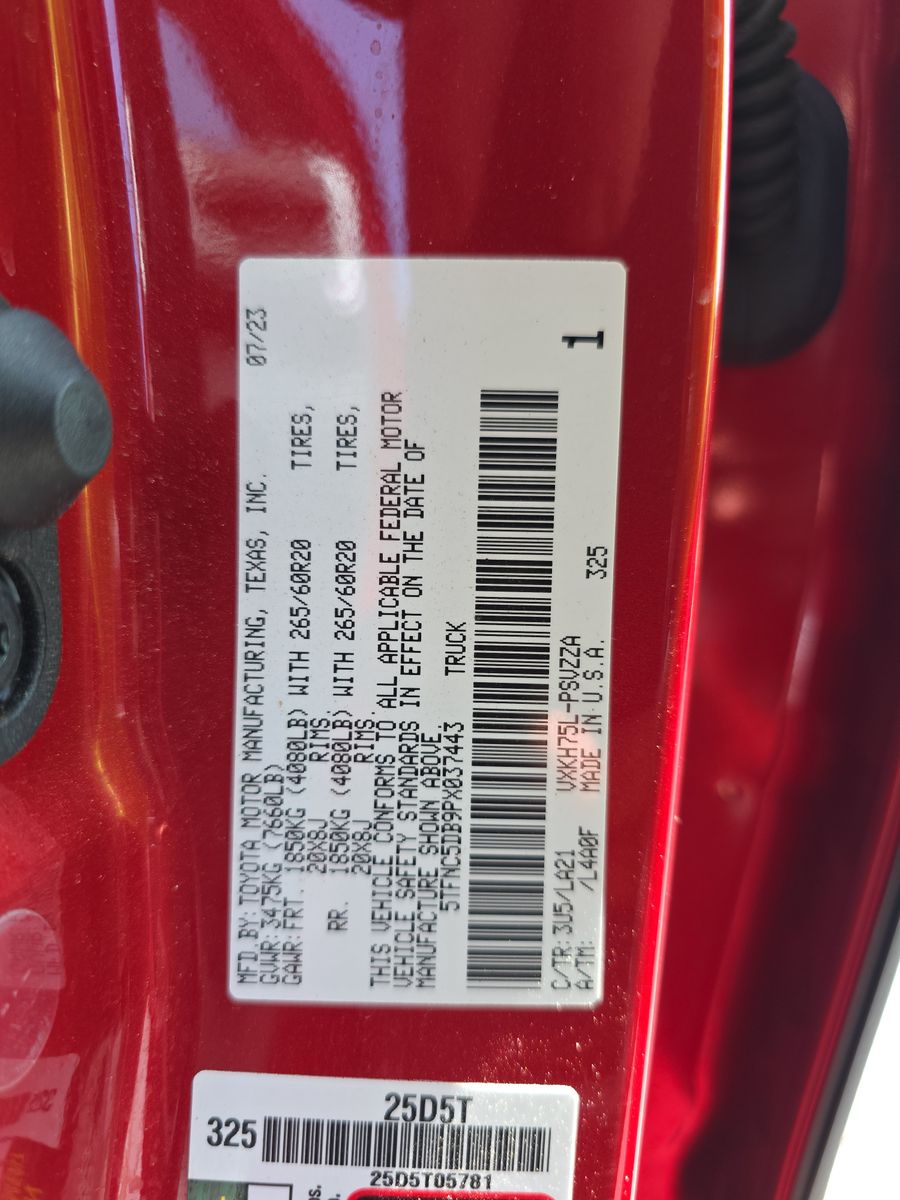 MFD.BY: TOYOTA MOTOR MANUFACTURING, TEXAS, INC. 07/23
GVWR: 3475KG (7660LB)
GAWR: FRT. 1850KG (4080LB) WITH 265/60R20 TIRES,
20X8J RIMS,
RR. 1850KG (4080LB) WITH 265/60R20 TIRES,
20X8J RIMS.
THIS VEHICLE CONFORMS TO ALL APPLICABLE FEDERAL MOTOR
VEHICLE SAFETY STANDARDS IN EFFECT ON THE DATE OF
MANUFACTURE SHOWN ABOVE.
5TFNC5DB9PX037443 TRUCK
C/TR: 3U5/LA21 VXKH75L-PSVZZA
A/TM: /L4A0F MADE IN U.S.A. 325
1
25D5T
325
25D5T05781